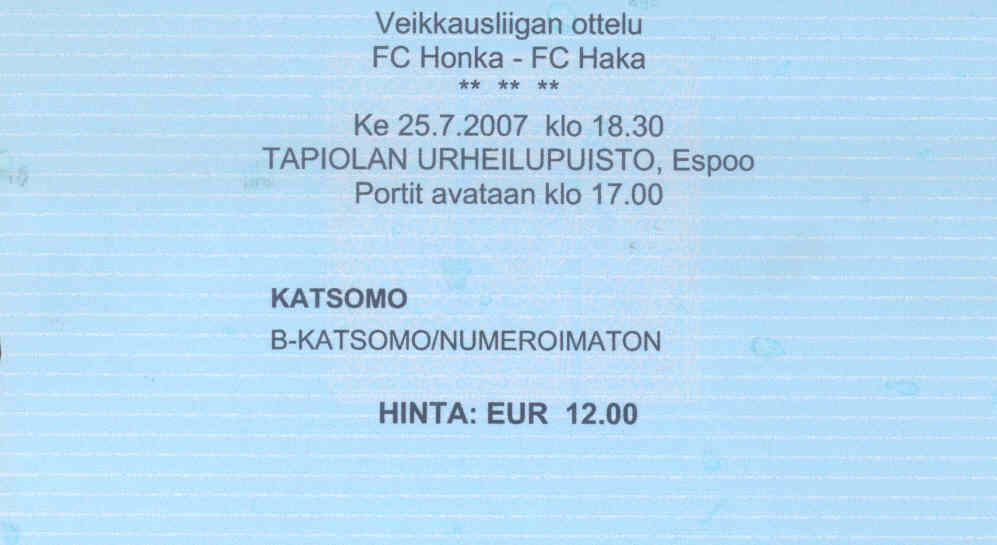 Veikkausliigan ottelu
FC Honka - FC Haka
** ** **
Ke 25.7.2007 klo 18.30
TAPIOLAN URHEILUPUISTO, Espoo
Portit avataan klo 17.00
KATSOMO
B-KATSOMO/NUMEROIMATON
HINTA: EUR 12.00